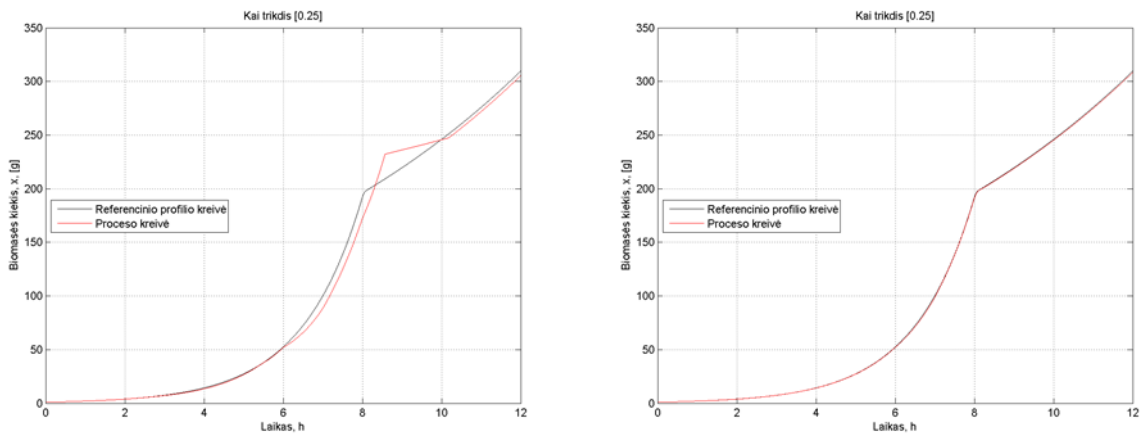 Kai trikdis [0.25]
350
300
250
200
150
100
50
0
Biomasės kiekis, x, [g]
Referencinio profilio kreivė
Proceso kreivė
0 2 4 6 8 10 12
Laikas, h
Kai trikdis [0.25]
350
300
250
200
150
100
50
0
Biomasės kiekis, x, [g]
Referencinio profilio kreivė
Proceso kreivė
0 2 4 6 8 10 12
Laikas, h